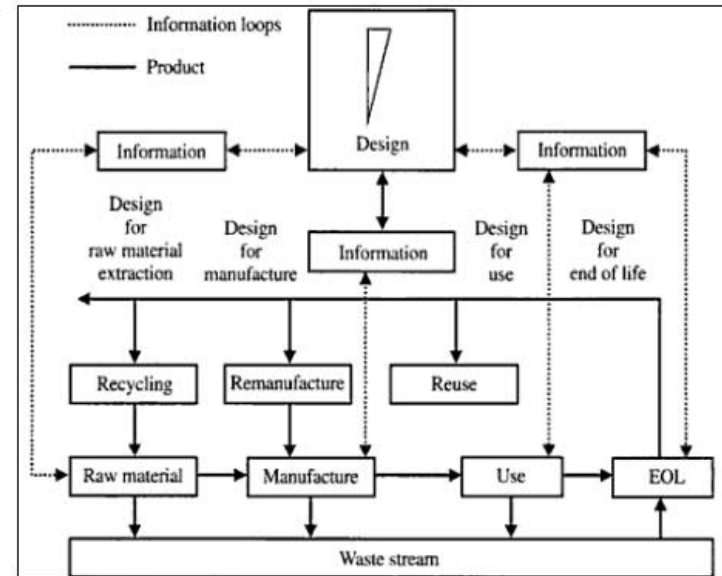 Information loops
Product
Design
Information
Information
Design
for
raw material
extraction
Design
for
manufacture
Information
Design
for
use
Design
for
end of life
Recycling
Remanufacture
Reuse
Raw material
Manufacture
Use
EOL
Waste stream